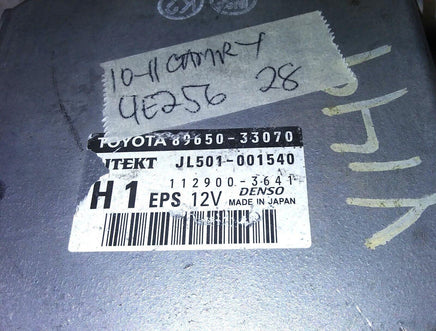 10-11 CAMRY
4E256 28
TOYOTA 89650-33070
JTEKT JL501-001540
H1 EPS 12V
112900-3641
DENSO
MADE IN JAPAN